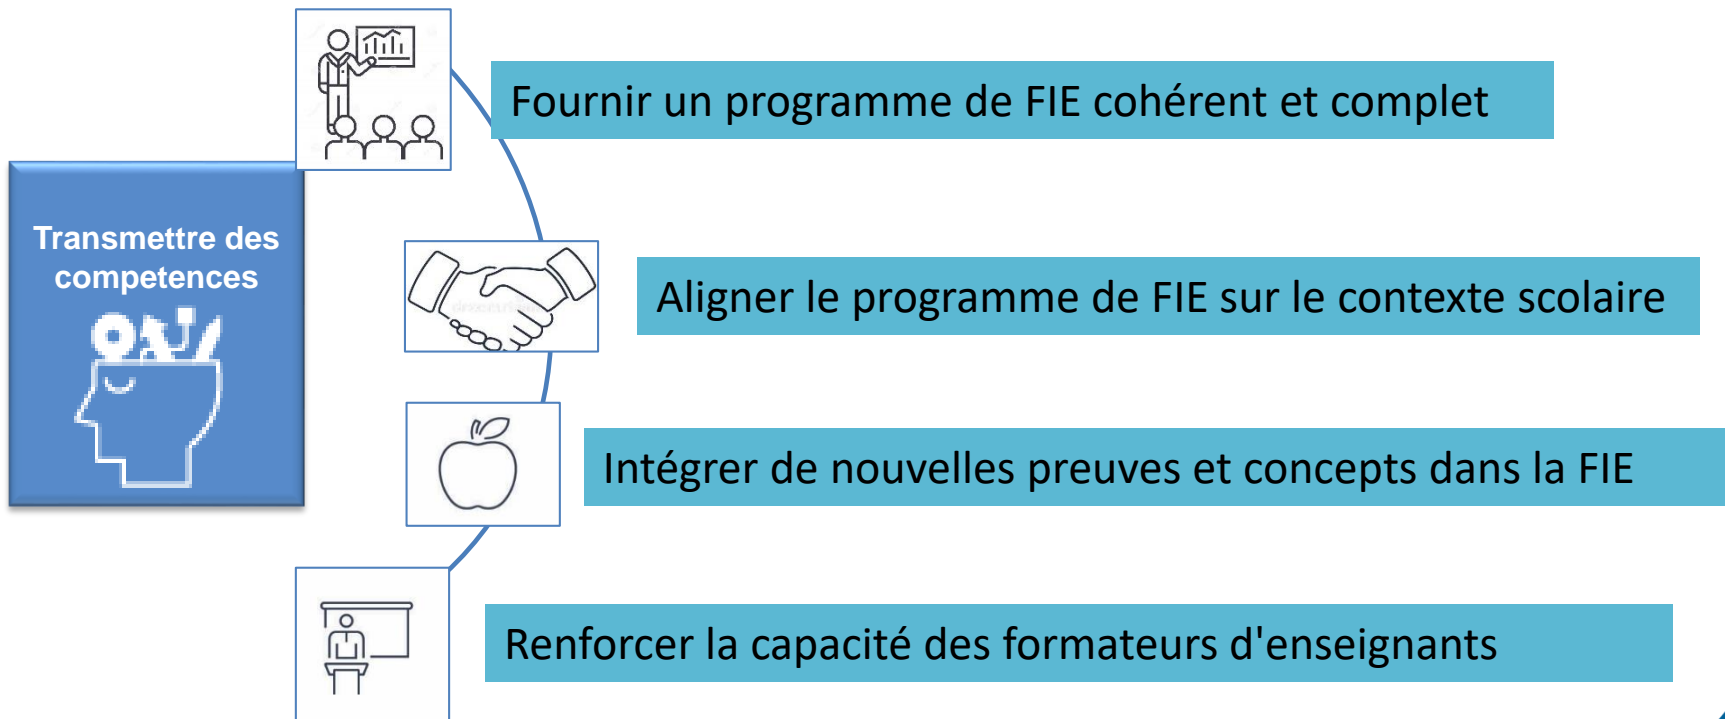 Fournir un programme de FIE cohérent et complet
Transmettre des
competences
Aligner le programme de FIE sur le contexte scolaire
Intégrer de nouvelles preuves et concepts dans la FIE
Renforcer la capacité des formateurs d'enseignants